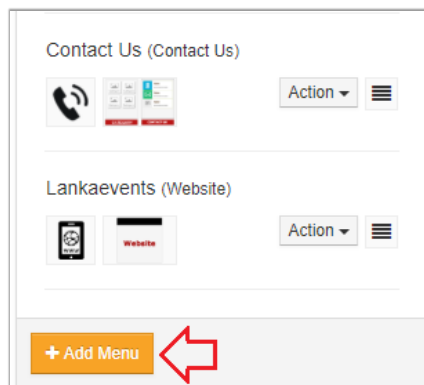 Contact Us (Contact Us)
Action
Lankaevents (Website)
Website
Action
+ Add Menu